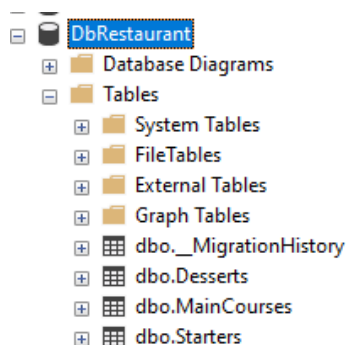 DbRestaurant
Database Diagrams
Tables
System Tables
FileTables
External Tables
Graph Tables
dbo.__MigrationHistory
dbo.Desserts
dbo.MainCourses
dbo.Starters